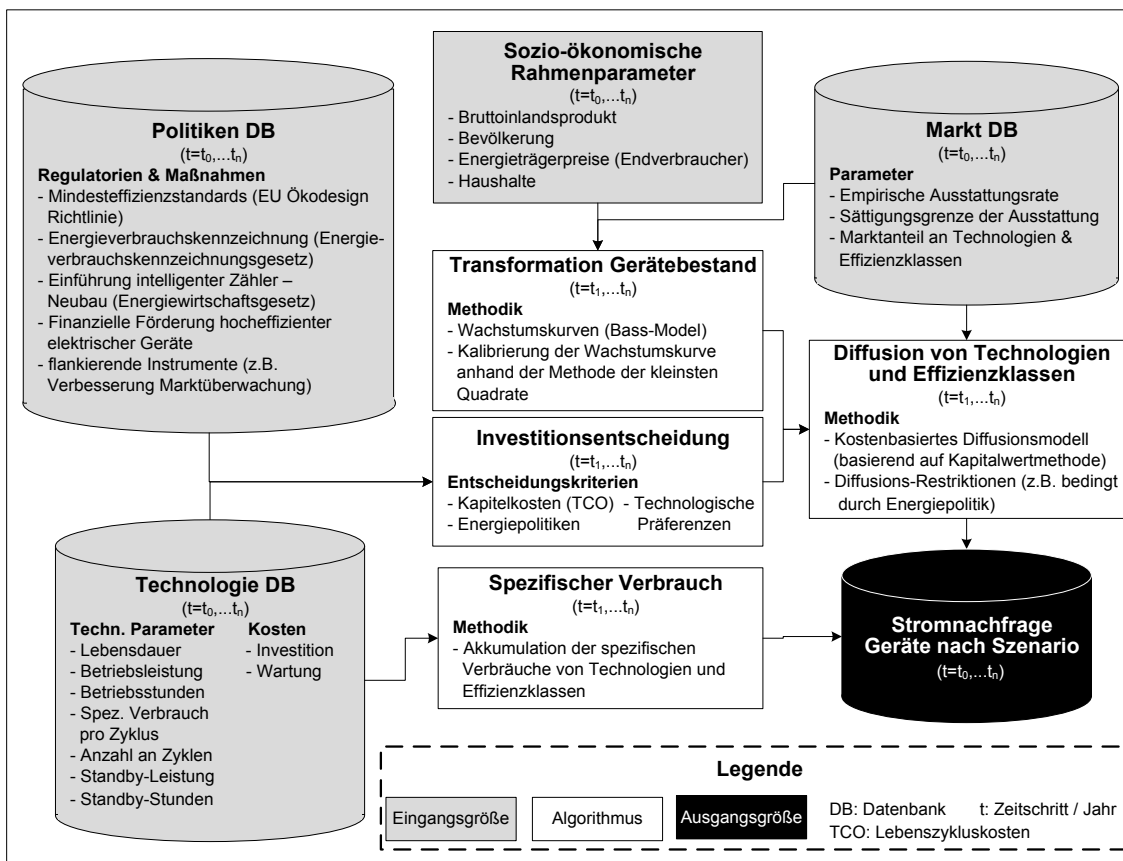 Sozio-ökonomische
Rahmenparameter
(t=t₀,...tₙ)
- Bruttoinlandsprodukt
- Bevölkerung
- Energieträgerpreise (Endverbraucher)
- Haushalte
Politiken DB
(t=t₀,...tₙ)
Regulatorien & Maßnahmen
- Mindesteffizienzstandards (EU Ökodesign
Richtlinie)
- Energieverbrauchskennzeichnung (Energie-
verbrauchskennzeichnungsgesetz)
- Einführung intelligenter Zähler –
Neubau (Energiewirtschaftsgesetz)
- Finanzielle Förderung hocheffizienter
elektrischer Geräte
- flankierende Instrumente (z.B.
Verbesserung Marktüberwachung)
Markt DB
(t=t₀,...tₙ)
Parameter
- Empirische Ausstattungsrate
- Sättigungsgrenze der Ausstattung
- Marktanteil an Technologien &
Effizienzklassen
Transformation Gerätebestand
(t=t₁,...tₙ)
Methodik
- Wachstumskurven (Bass-Model)
- Kalibrierung der Wachstumskurve
anhand der Methode der kleinsten
Quadrate
Diffusion von Technologien
und Effizienzklassen
(t=t₁,...tₙ)
Methodik
- Kostenbasiertes Diffusionsmodell
(basierend auf Kapitalwertmethode)
- Diffusions-Restriktionen (z.B. bedingt
durch Energiepolitik)
Investitionsentscheidung
(t=t₁,...tₙ)
Entscheidungskriterien
- Kapitelkosten (TCO) - Technologische
- Energiepolitiken Präferenzen
Technologie DB
(t=t₀,...tₙ)
Techn. Parameter Kosten
- Lebensdauer - Investition
- Betriebsleistung - Wartung
- Betriebsstunden
- Spez. Verbrauch
pro Zyklus
- Anzahl an Zyklen
- Standby-Leistung
- Standby-Stunden
Spezifischer Verbrauch
(t=t₁,...tₙ)
Methodik
- Akkumulation der spezifischen
Verbräuche von Technologien und
Effizienzklassen
Stromnachfrage
Geräte nach Szenario
(t=t₀,...tₙ)
Legende
Eingangsgröße Algorithmus Ausgangsgröße DB: Datenbank t: Zeitschritt / Jahr
TCO: Lebenszykluskosten